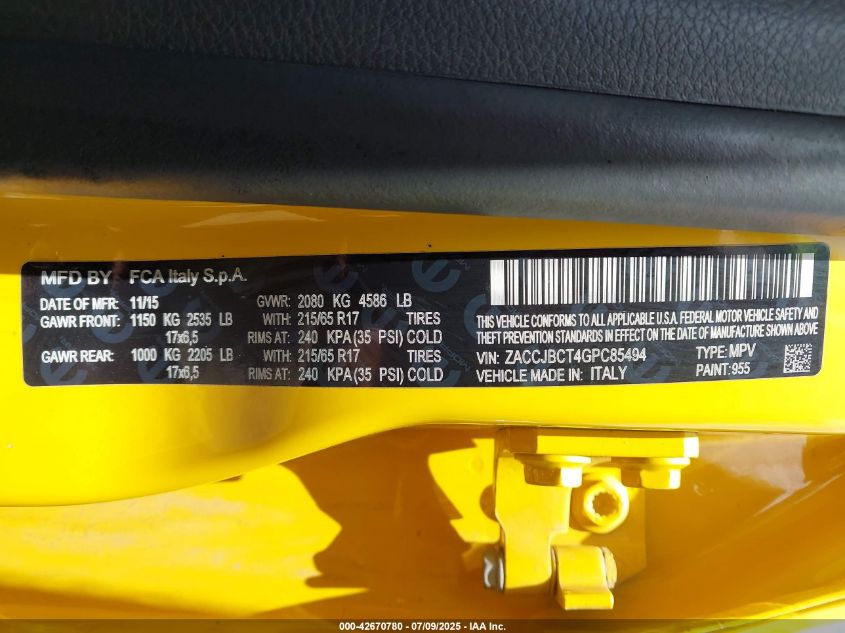 MFD BY FCA Italy S.p.A.
DATE OF MFR: 11/15 GVWR: 2080 KG 4586 LB
GAWR FRONT: 1150 KG 2535 LB WITH: 215/65 R17 TIRES
17x6,5 RIMS AT: 240 KPA(35 PSI) COLD
GAWR REAR: 1000 KG 2205 LB WITH: 215/65 R17 TIRES
17x6,5 RIMS AT: 240 KPA(35 PSI) COLD
THIS VEHICLE CONFORMS TO ALL APPLICABLE U.S.A. FEDERAL MOTOR VEHICLE SAFETY AND
THEFT PREVENTION STANDARDS IN EFFECT ON THE DATE OF MANUFACTURE SHOWN ABOVE
VIN: ZACCJBCT4GPC85494 TYPE: MPV
VEHICLE MADE IN: ITALY PAINT: 955
000-42670780 - 07/09/2025 - IAA Inc.